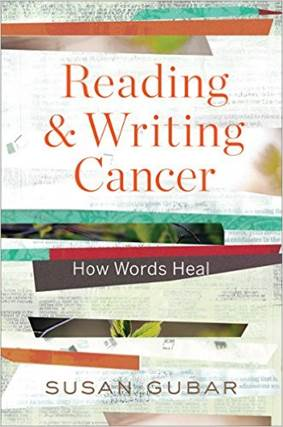 Reading
& Writing
Cancer
How Words Heal
SUSAN GUBAR